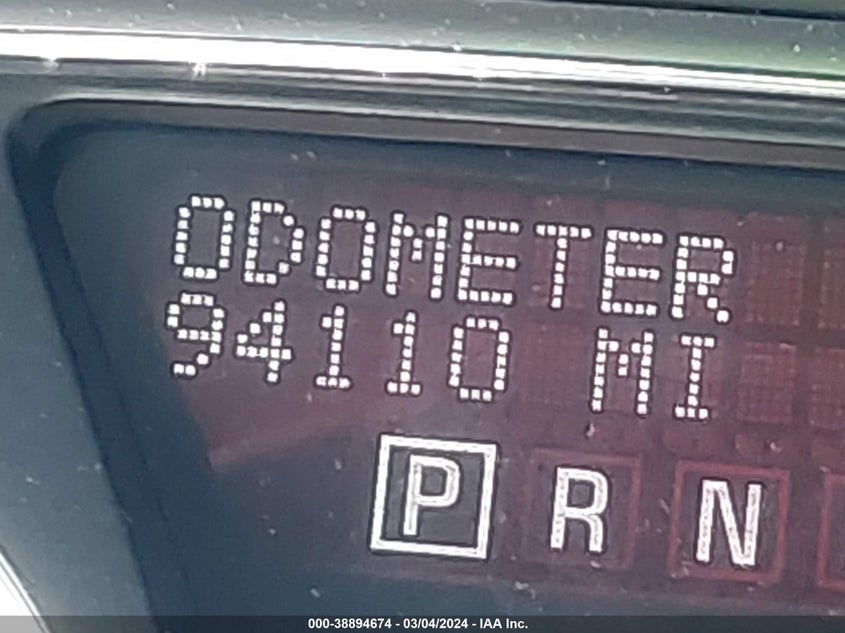 ODOMETER
94110 MI
P R N
000-38894674 - 03/04/2024 - IAA Inc.